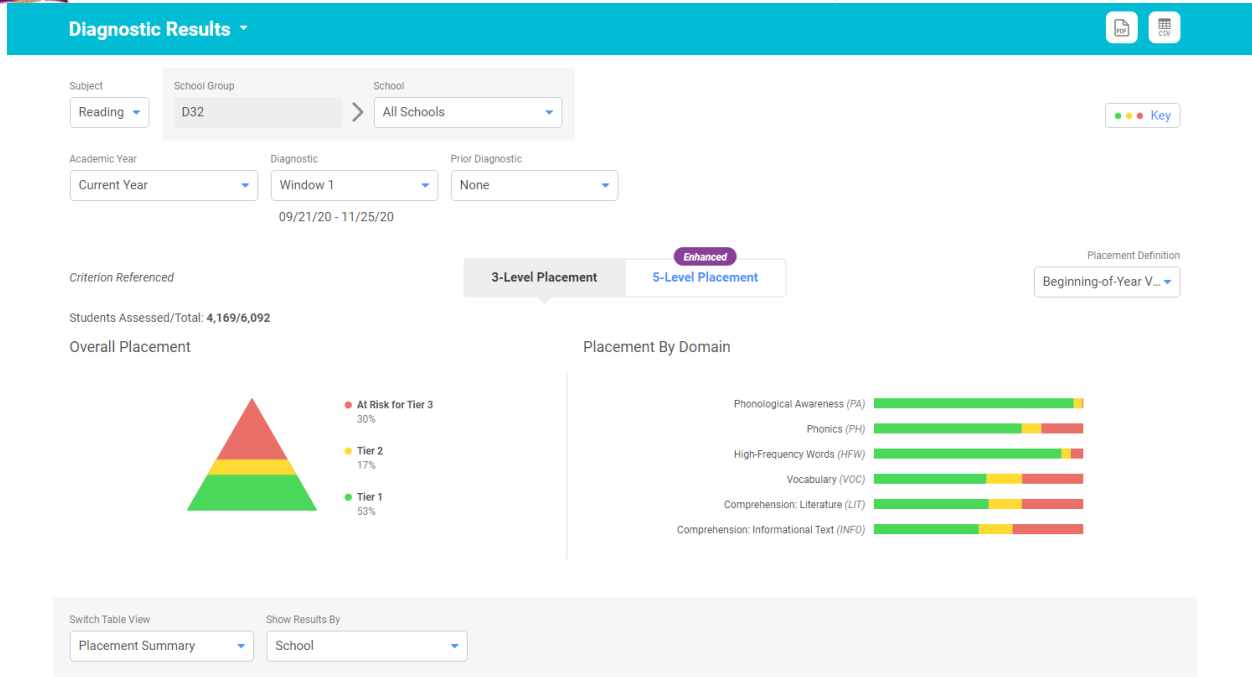 Diagnostic Results
PDF
CSV
Subject
School Group
School
Reading
D32
All Schools
Key
Academic Year
Diagnostic
Prior Diagnostic
Current Year
Window 1
None
09/21/20 - 11/25/20
Enhanced
Placement Definition
Criterion Referenced
3-Level Placement
5-Level Placement
Beginning-of-Year V...
Students Assessed/Total: 4,169/6,092
Overall Placement
Placement By Domain
At Risk for Tier 3
30%
Tier 2
17%
Tier 1
53%
Phonological Awareness (PA)
Phonics (PH)
High-Frequency Words (HFW)
Vocabulary (VOC)
Comprehension: Literature (LIT)
Comprehension: Informational Text (INFO)
Switch Table View
Show Results By
Placement Summary
School